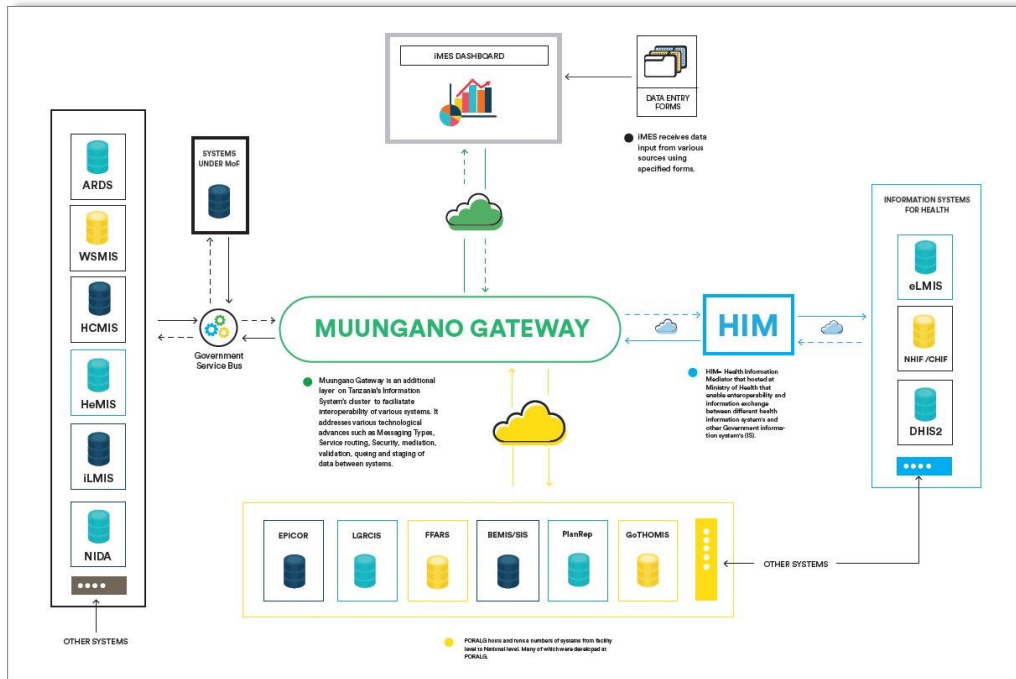 iMES DASHBOARD
DATA ENTRY
FORMS
iMES receives data
input from various
sources using
specified forms.
SYSTEMS
UNDER MoF
ARDS
WSMIS
HCMIS
HeMIS
iLMIS
NIDA
OTHER SYSTEMS
Government
Service Bus
MUUNGANO GATEWAY
Muungano Gateway is an additional
layer on Tanzania's Information
System's cluster to faciliatate
interoperability of various systems. It
addresses various technological
advances such as Messaging Types,
Service routing, Security, mediation,
validation, queing and staging of
data between systems.
HIM
HIM= Health Information
Mediator that hosted at
Ministry of Health that
enable enteroperability and
information exchange
between different health
information system's and
other Government informa-
tion system's (IS).
INFORMATION SYSTEMS
FOR HEALTH
eLMIS
NHIF /CHIF
DHIS2
EPICOR
LGRCIS
FFARS
BEMIS/SIS
PlanRep
GoTHOMIS
OTHER SYSTEMS
PORALG hosts and runs a numbers of systems from facility
level to National level. Many of which were developed at
PORALG.